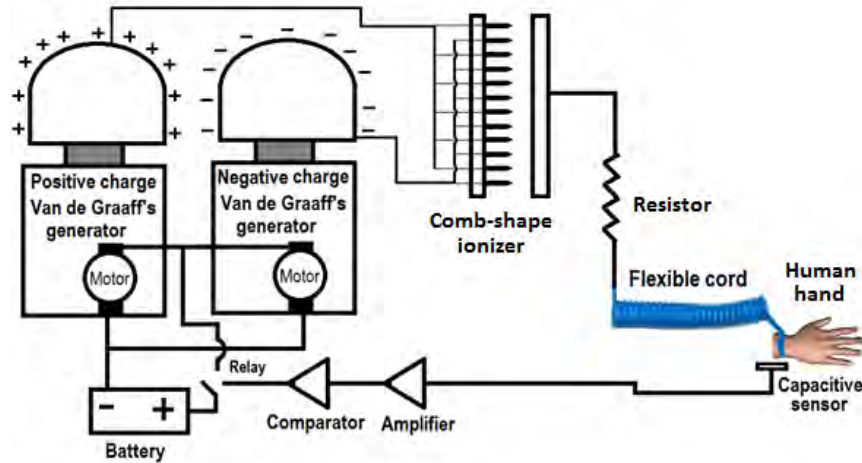 Positive charge
Van de Graaff's
generator
Motor
Negative charge
Van de Graaff's
generator
Motor
Comb-shape
ionizer
Resistor
Flexible cord
Human
hand
Capacitive
sensor
Relay
Comparator
Amplifier
- +
Battery